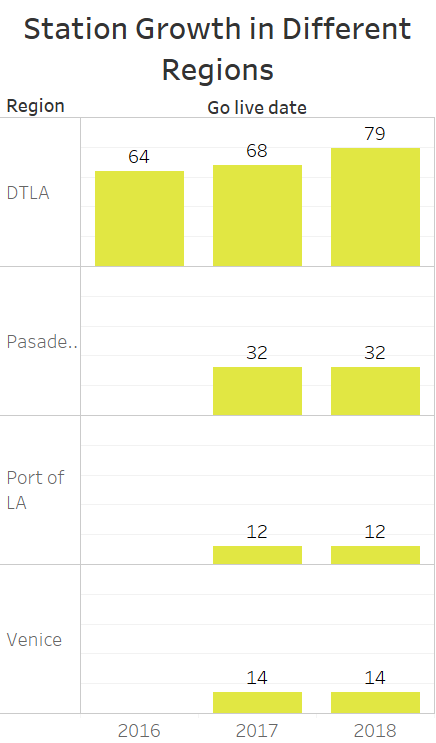 Station Growth in Different
Regions
Region
Go live date
DTLA
64
68
79
Pasade..
32
32
Port of
LA
12
12
Venice
14
14
2016
2017
2018